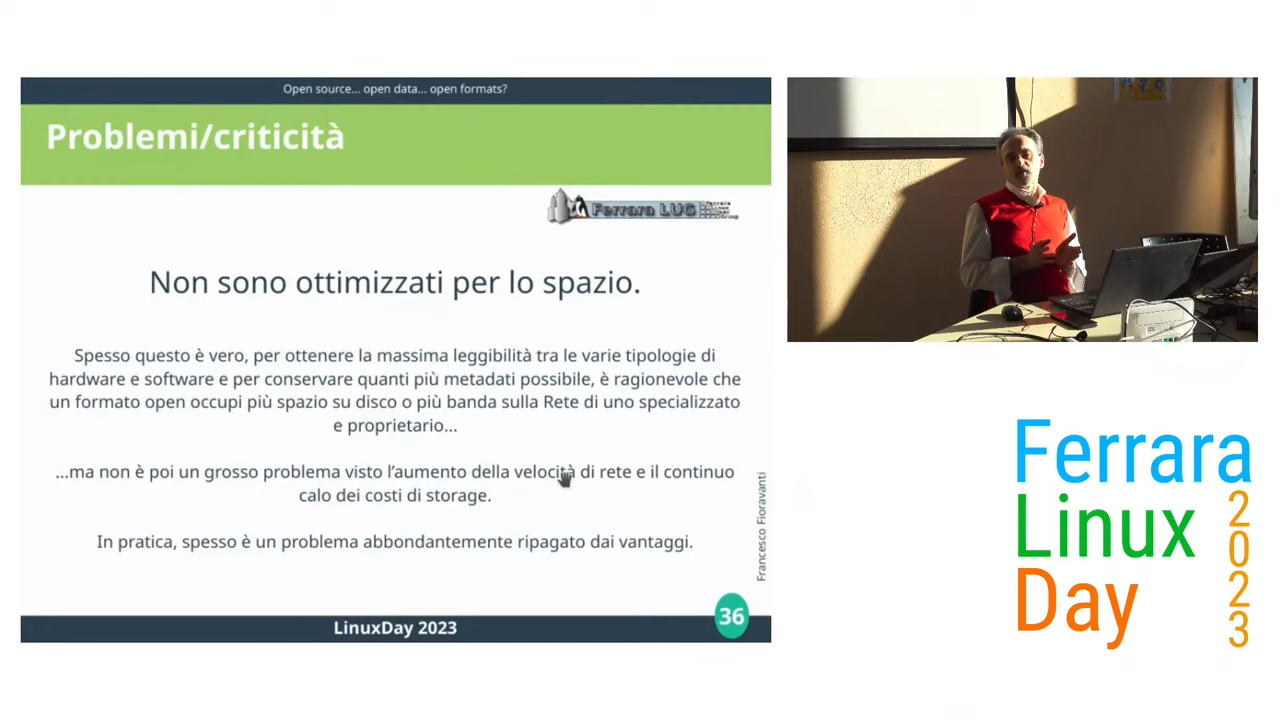 Open source... open data... open formats?
Problemi/criticità
Ferrara LUG
Ferrara
Linux
User
Group
Non sono ottimizzati per lo spazio.
Spesso questo è vero, per ottenere la massima leggibilità tra le varie tipologie di
hardware e software e per conservare quanti più metadati possibile, è ragionevole che
un formato open occupi più spazio su disco o più banda sulla Rete di uno specializzato
e proprietario...
...ma non è poi un grosso problema visto l'aumento della velocità di rete e il continuo
calo dei costi di storage.
In pratica, spesso è un problema abbondantemente ripagato dai vantaggi.
Francesco Fioravanti
36
LinuxDay 2023
Ferrara
Linux
Day
2023